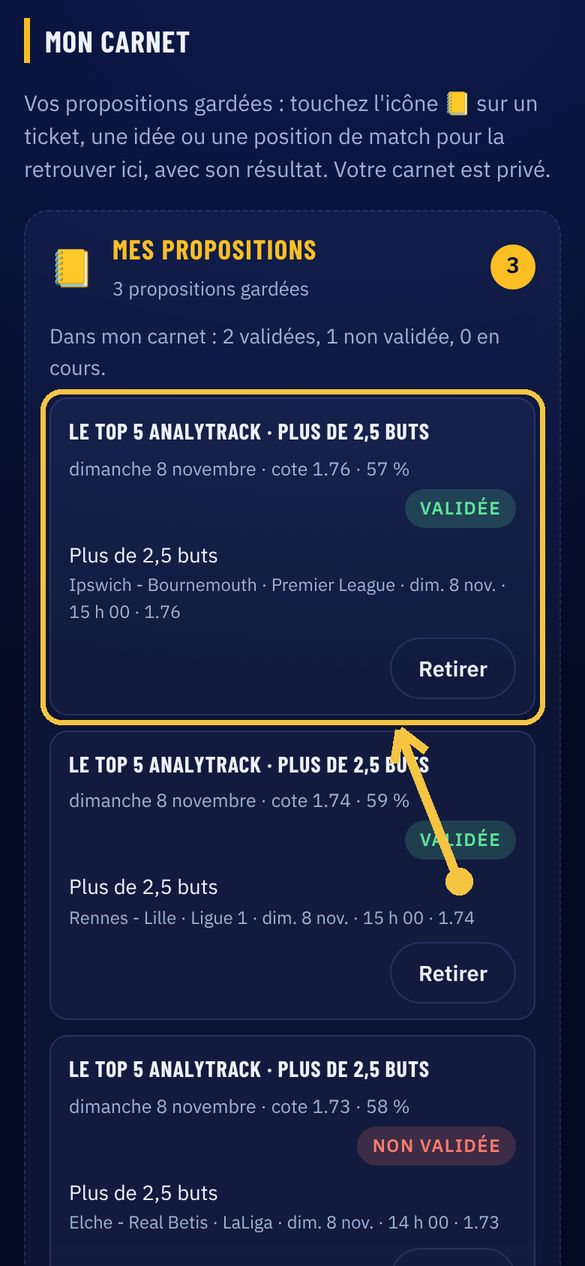 MON CARNET
Vos propositions gardées : touchez l'icône 📒 sur un
ticket, une idée ou une position de match pour la
retrouver ici, avec son résultat. Votre carnet est privé.
MES PROPOSITIONS
3
3 propositions gardées
Dans mon carnet : 2 validées, 1 non validée, 0 en
cours.
LE TOP 5 ANALYTRACK · PLUS DE 2,5 BUTS
dimanche 8 novembre · cote 1.76 · 57 %
VALIDÉE
Plus de 2,5 buts
Ipswich - Bournemouth · Premier League · dim. 8 nov. ·
15 h 00 · 1.76
Retirer
LE TOP 5 ANALYTRACK · PLUS DE 2,5 BUTS
dimanche 8 novembre · cote 1.74 · 59 %
VALIDÉE
Plus de 2,5 buts
Rennes - Lille · Ligue 1 · dim. 8 nov. · 15 h 00 · 1.74
Retirer
LE TOP 5 ANALYTRACK · PLUS DE 2,5 BUTS
dimanche 8 novembre · cote 1.73 · 58 %
NON VALIDÉE
Plus de 2,5 buts
Elche - Real Betis · LaLiga · dim. 8 nov. · 14 h 00 · 1.73